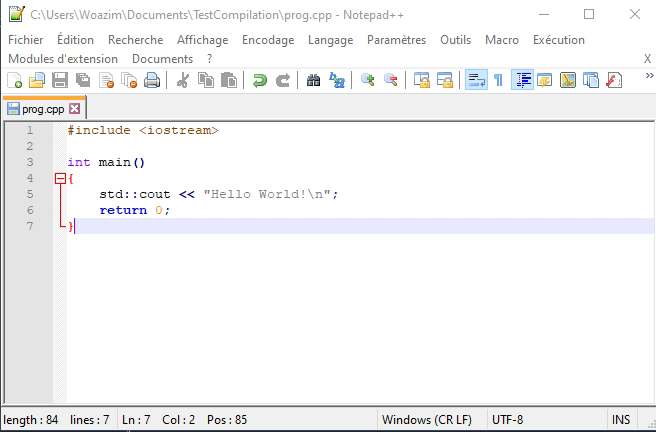 C:\Users\Woazim\Documents\TestCompilation\prog.cpp - Notepad++
Fichier Édition Recherche Affichage Encodage Langage Paramètres Outils Macro Exécution
Modules d'extension Documents ? X
prog.cpp
1 #include <iostream>
2
3 int main()
4 {
5 std::cout << "Hello World!\n";
6 return 0;
7 }
length : 84 lines : 7 Ln : 7 Col : 2 Pos : 85 Windows (CR LF) UTF-8 INS